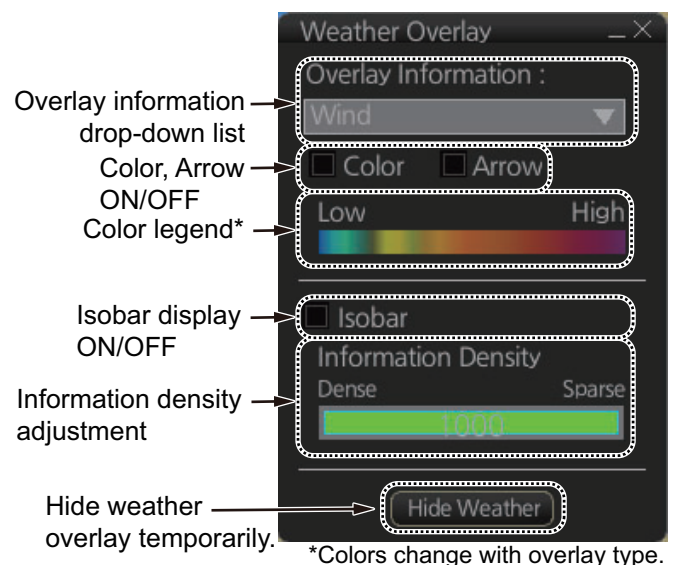 Weather Overlay
Overlay Information :
Overlay information
drop-down list
Wind
Color, Arrow
ON/OFF
Color
Arrow
Color legend*
Low
High
Isobar display
ON/OFF
Isobar
Information Density
Dense
Sparse
Information density
adjustment
1000
Hide weather
overlay temporarily.
Hide Weather
*Colors change with overlay type.